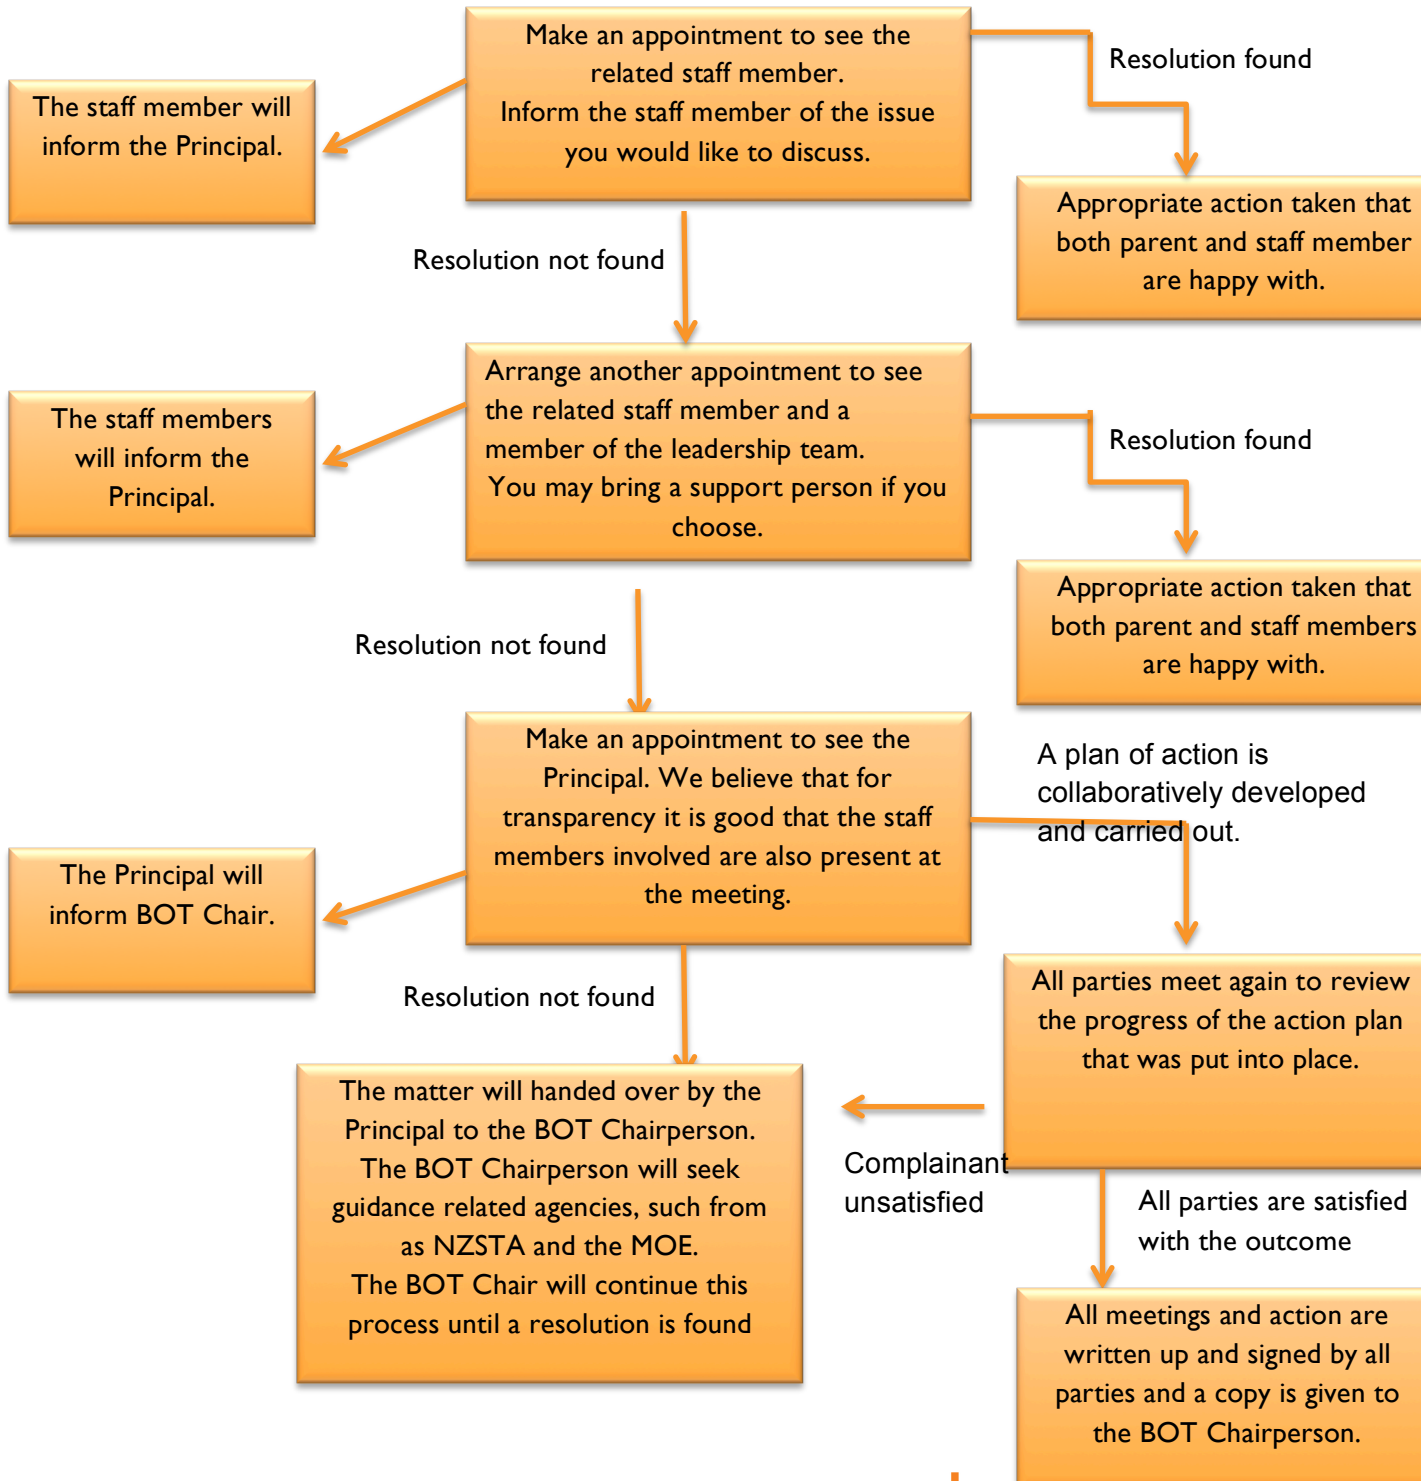 Make an appointment to see the
related staff member.
Inform the staff member of the issue
you would like to discuss.
Resolution found
The staff member will
inform the Principal.
Appropriate action taken that
both parent and staff member
are happy with.
Resolution not found
Arrange another appointment to see
the related staff member and a
member of the leadership team.
You may bring a support person if you
choose.
The staff members
will inform the
Principal.
Resolution found
Appropriate action taken that
both parent and staff members
are happy with.
Resolution not found
Make an appointment to see the
Principal. We believe that for
transparency it is good that the staff
members involved are also present at
the meeting.
A plan of action is
collaboratively developed
and carried out.
The Principal will
inform BOT Chair.
All parties meet again to review
the progress of the action plan
that was put into place.
Resolution not found
The matter will handed over by the
Principal to the BOT Chairperson.
The BOT Chairperson will seek
guidance related agencies, such from
as NZSTA and the MOE.
The BOT Chair will continue this
process until a resolution is found
Complainant
unsatisfied
All parties are satisfied
with the outcome
All meetings and action are
written up and signed by all
parties and a copy is given to
the BOT Chairperson.